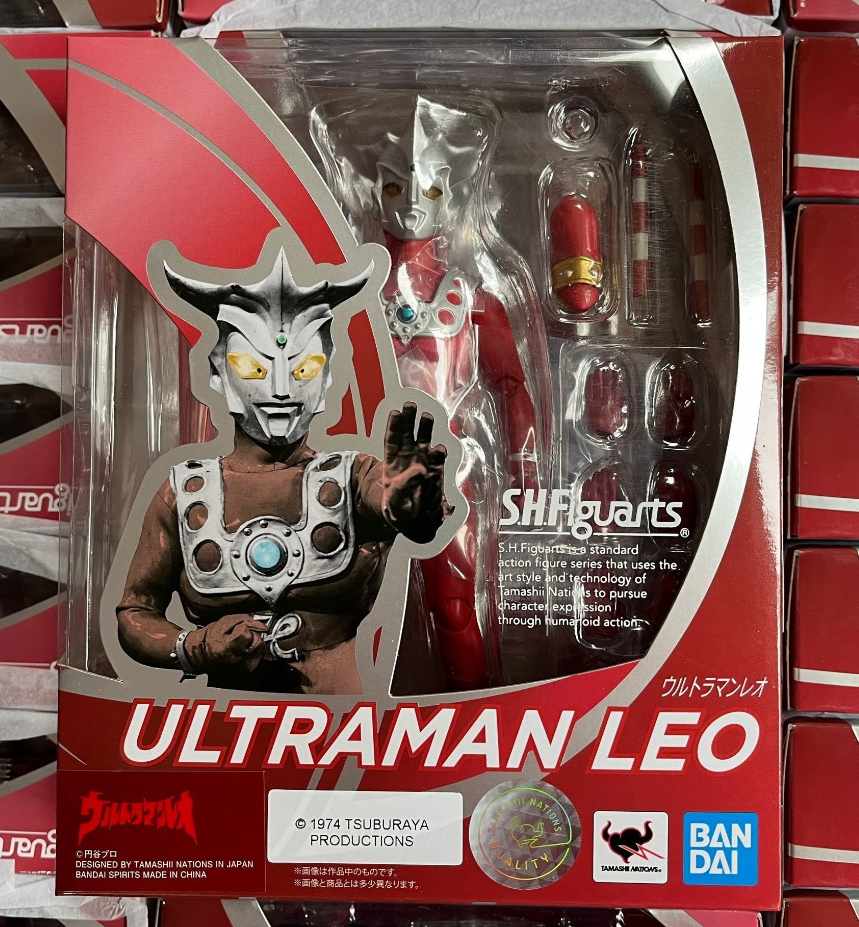 S.H.Figuarts
®
S.H.Figuarts is a standard
action figure series that uses the
art style and technology of
Tamashii Nations to pursue
character expression
through humanoid action.
ウルトラマンレオ
ULTRAMAN LEO
ウルトラマンレオ
©円谷プロ
DESIGNED BY TAMASHII NATIONS IN JAPAN
BANDAI SPIRITS MADE IN CHINA
© 1974 TSUBURAYA
PRODUCTIONS
※画像は作品中のものです。
※画像と商品とは多少異なります。
TAMASHII NATIONS
QUALITY
TAMASHII NATIONS
BAN
DAI